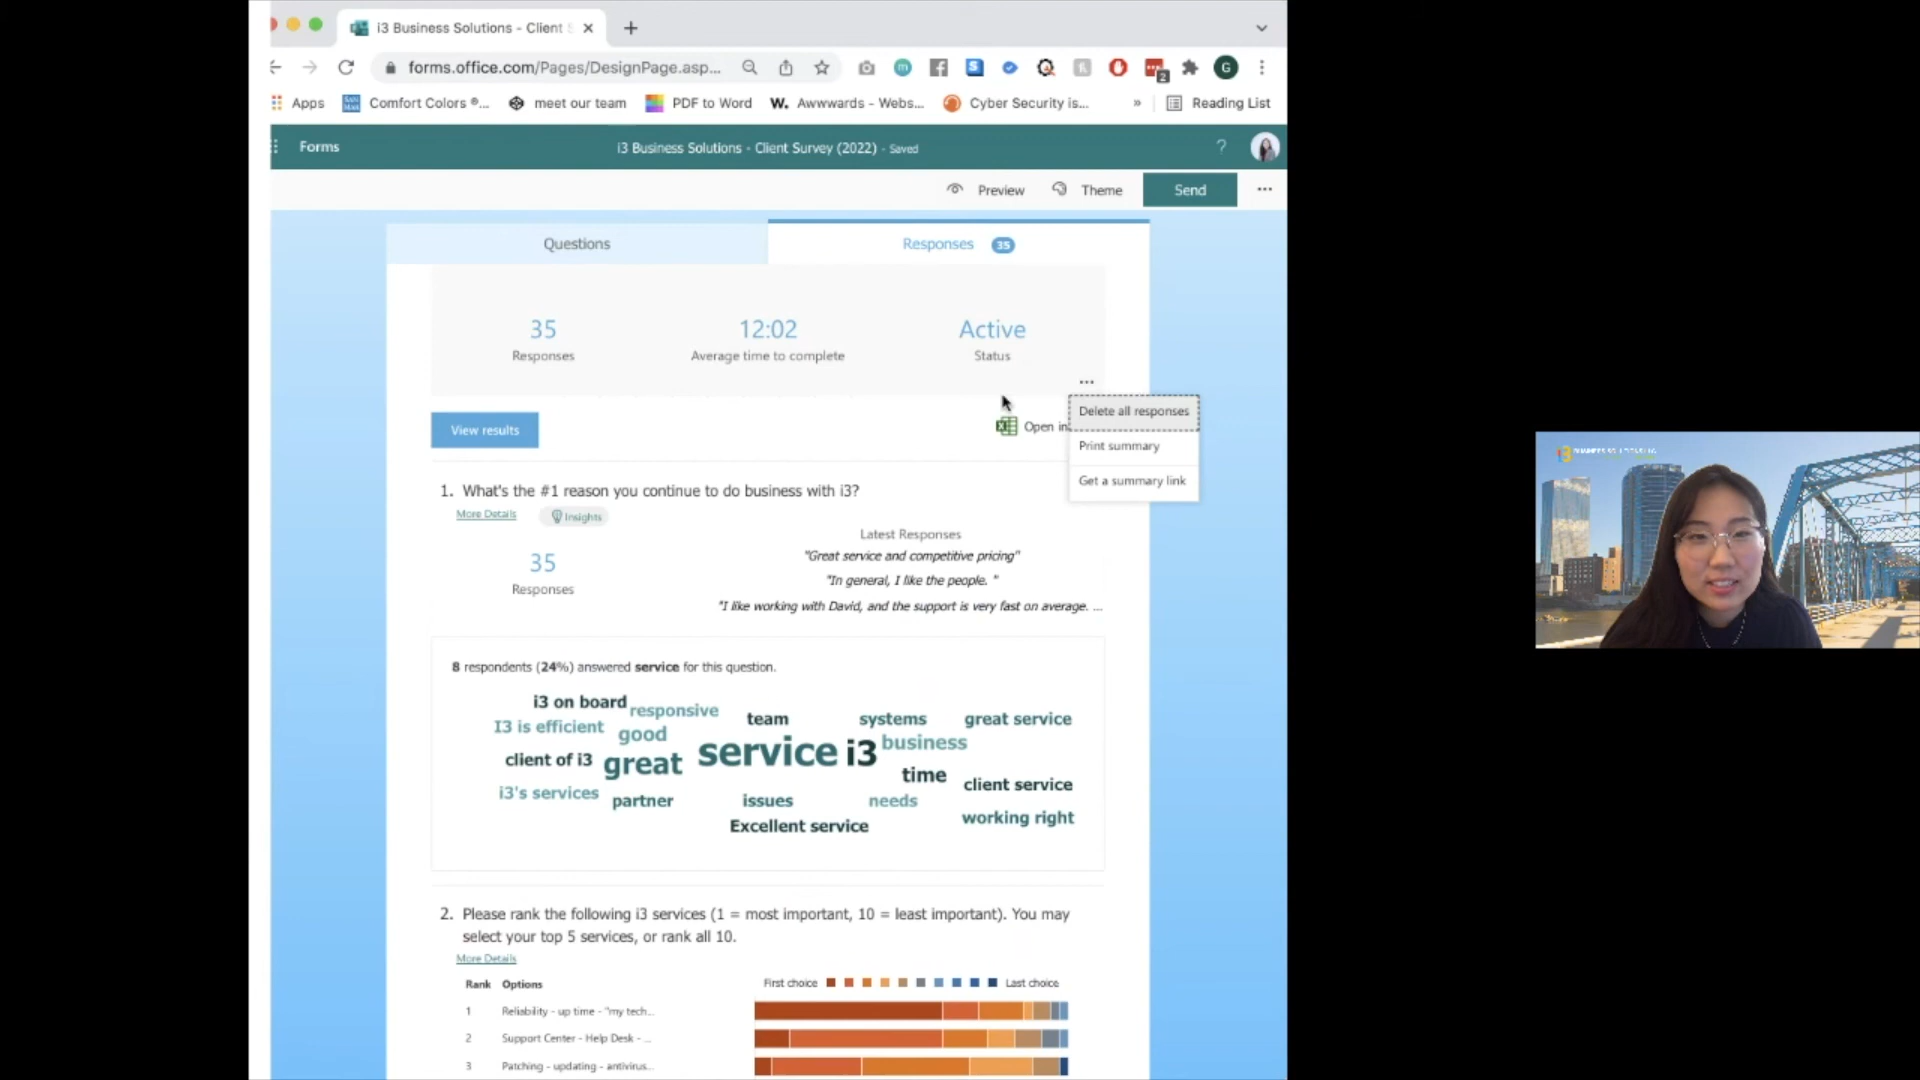 i3 Business Solutions - Client S
forms.office.com/Pages/DesignPage.asp...
2
G
Apps
Comfort Colors ®...
meet our team
PDF to Word
W. Awwwards - Webs...
Cyber Security is...
»
Reading List
Forms
i3 Business Solutions - Client Survey (2022) - Saved
?
Preview
Theme
Send
Questions
Responses 35
35
Responses
12:02
Average time to complete
Active
Status
View results
Open in
Delete all responses
Print summary
Get a summary link
1. What's the #1 reason you continue to do business with i3?
More Details
Insights
35
Responses
Latest Responses
"Great service and competitive pricing"
"In general, I like the people. "
"I like working with David, and the support is very fast on average. ...
8 respondents (24%) answered service for this question.
i3 on board
responsive
team
systems
great service
I3 is efficient
good
service
i3
business
client of i3
great
time
client service
i3's services
partner
issues
needs
working right
Excellent service
2. Please rank the following i3 services (1 = most important, 10 = least important). You may
select your top 5 services, or rank all 10.
More Details
Rank Options
First choice
Last choice
1 Reliability - up time - "my tech...
2 Support Center - Help Desk - ...
3 Patching - updating - antivirus...